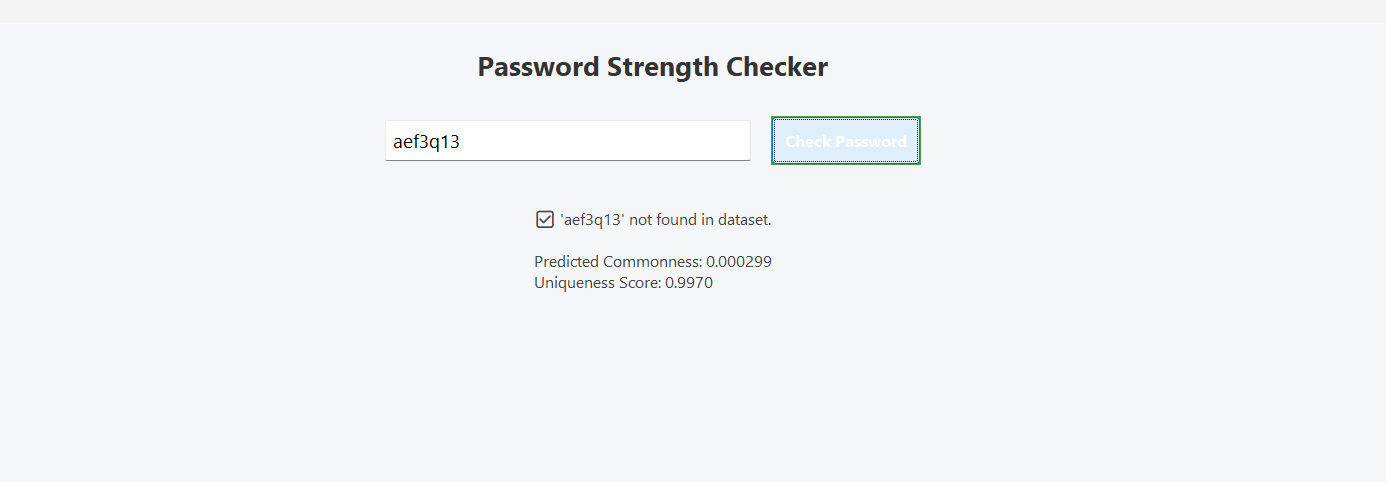 Password Strength Checker
aef3q13
Check Password
'aef3q13' not found in dataset.
Predicted Commonness: 0.000299
Uniqueness Score: 0.9970